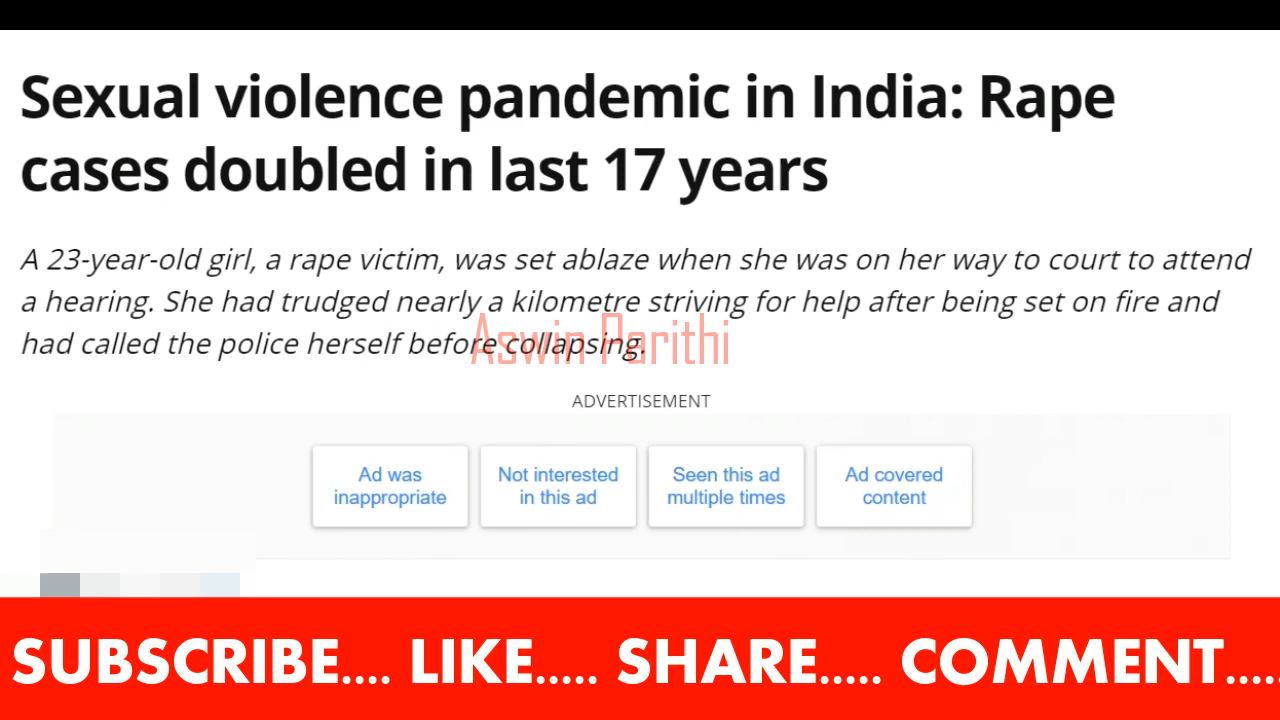 Sexual violence pandemic in India: Rape
cases doubled in last 17 years
A 23-year-old girl, a rape victim, was set ablaze when she was on her way to court to attend
a hearing. She had trudged nearly a kilometre striving for help after being set on fire and
had called the police herself before collapsing.
Aswin Parithi
ADVERTISEMENT
Ad was
inappropriate
Not interested
in this ad
Seen this ad
multiple times
Ad covered
content
SUBSCRIBE.... LIKE..... SHARE..... COMMENT.....